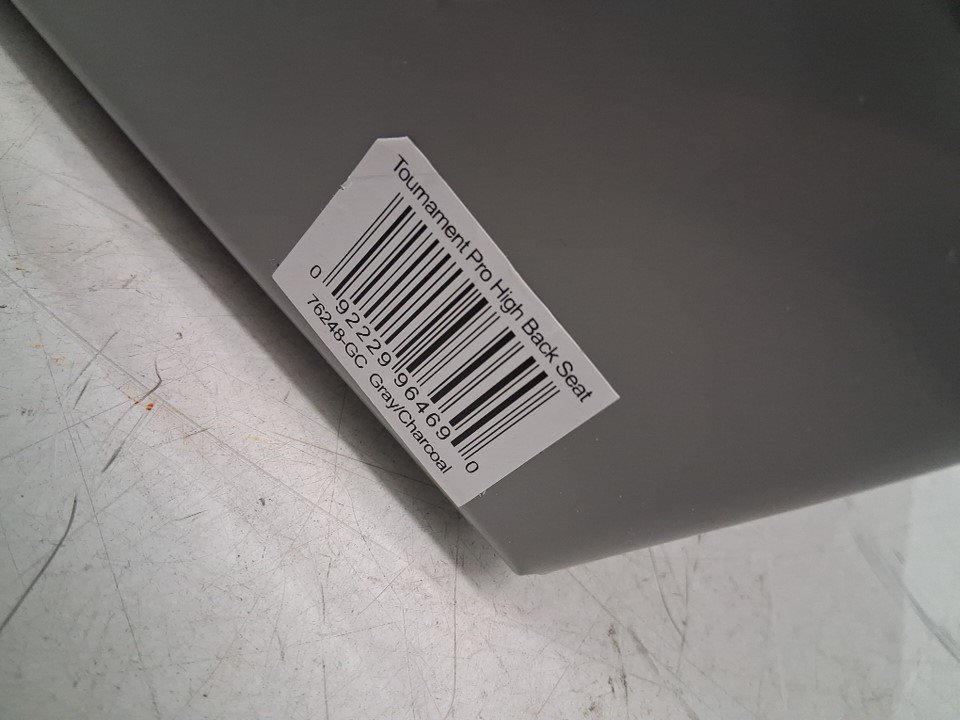 Tournament Pro High Back Seat
0 92229 96469 0
76248-GC Gray/Charcoal